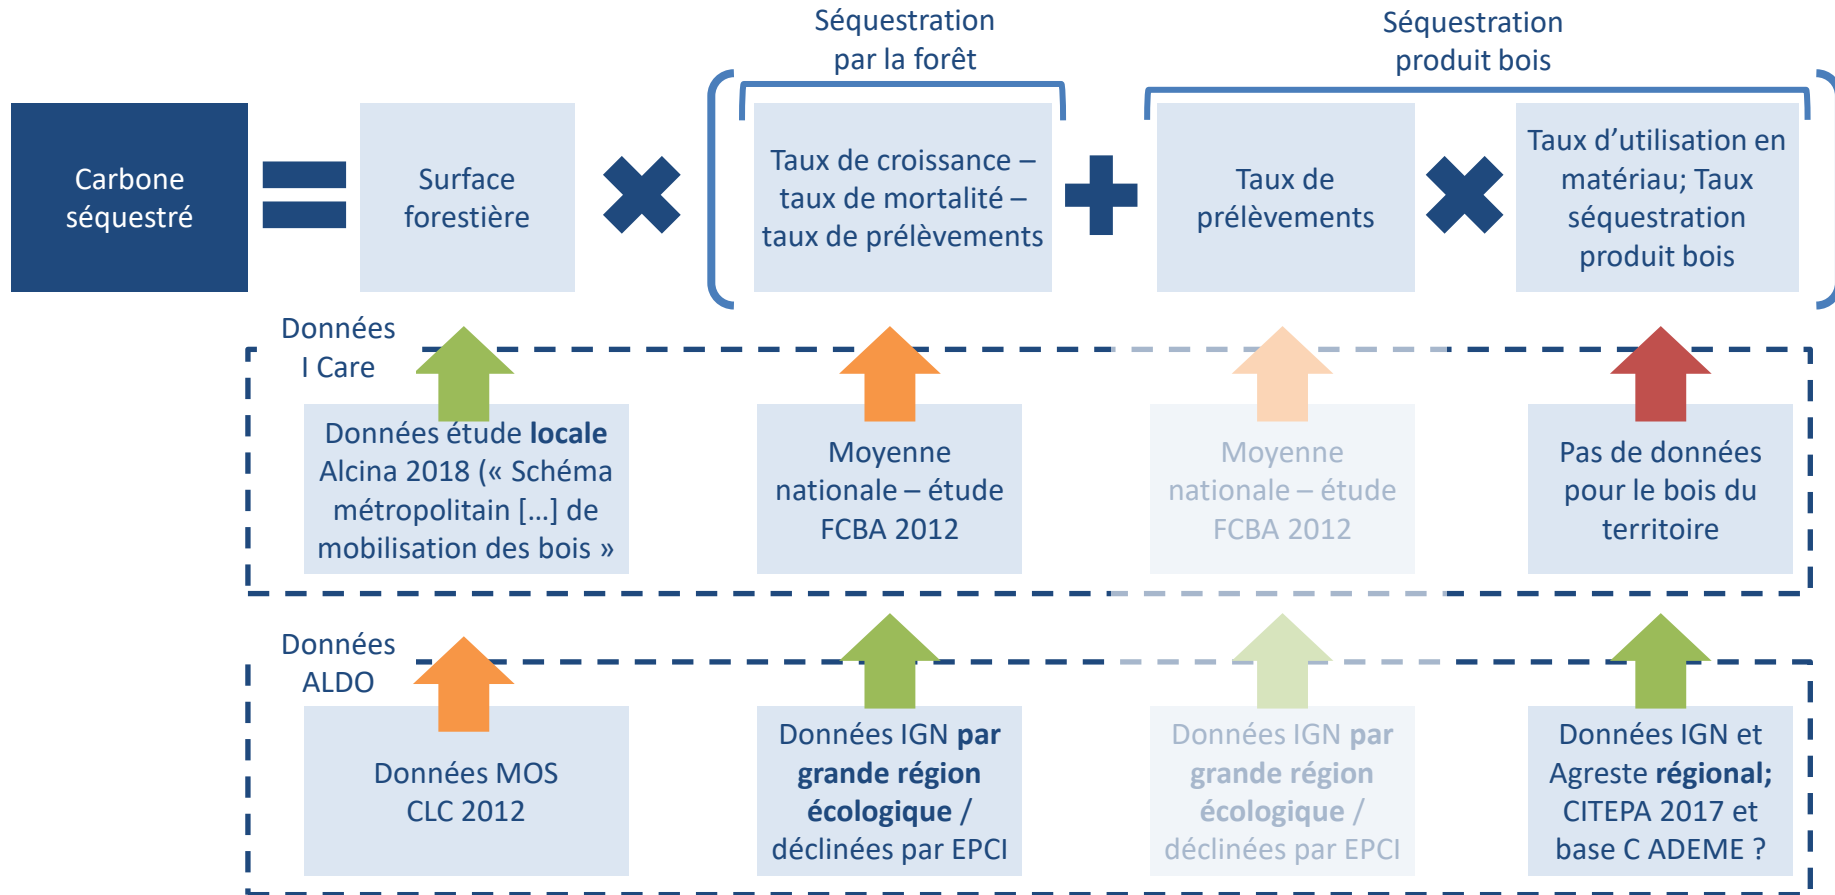 Séquestration
par la forêt
Séquestration
produit bois
Carbone
séquestré
Surface
forestière
Taux de croissance –
taux de mortalité –
taux de prélèvements
Taux de
prélèvements
Taux d’utilisation en
matériau; Taux
séquestration
produit bois
Données
I Care
Données étude locale
Alcina 2018 (« Schéma
métropolitain [...] de
mobilisation des bois »
Moyenne
nationale – étude
FCBA 2012
Moyenne
nationale – étude
FCBA 2012
Pas de données
pour le bois du
territoire
Données
ALDO
Données MOS
CLC 2012
Données IGN par
grande région
écologique /
déclinées par EPCI
Données IGN par
grande région
écologique /
déclinées par EPCI
Données IGN et
Agreste régional;
CITEPA 2017 et
base C ADEME ?